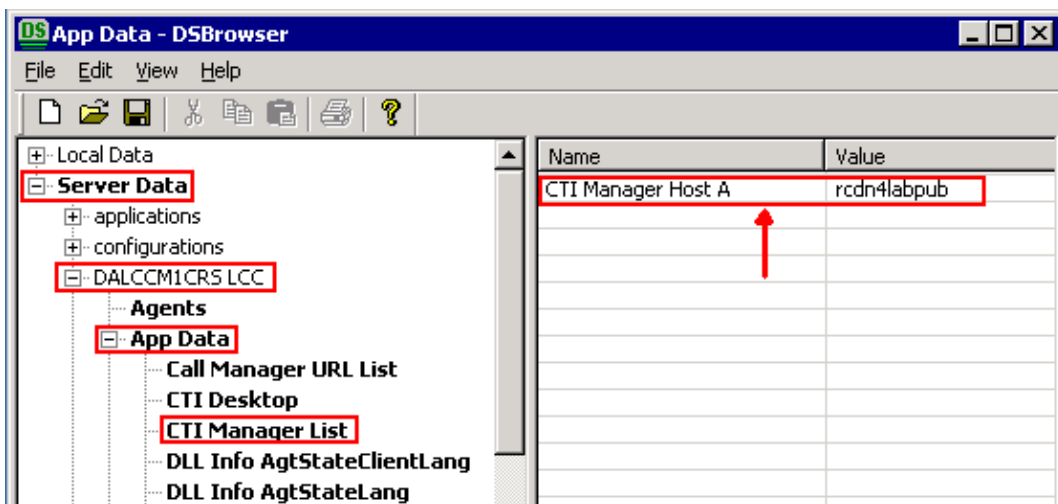 DS App Data - DSBrowser
File Edit View Help
Local Data
Server Data
applications
configurations
DALCCM1CRS LCC
Agents
App Data
Call Manager URL List
CTI Desktop
CTI Manager List
DLL Info AgtStateClientLang
DLL Info AgtStateLang
Name Value
CTI Manager Host A rcdn4labpub